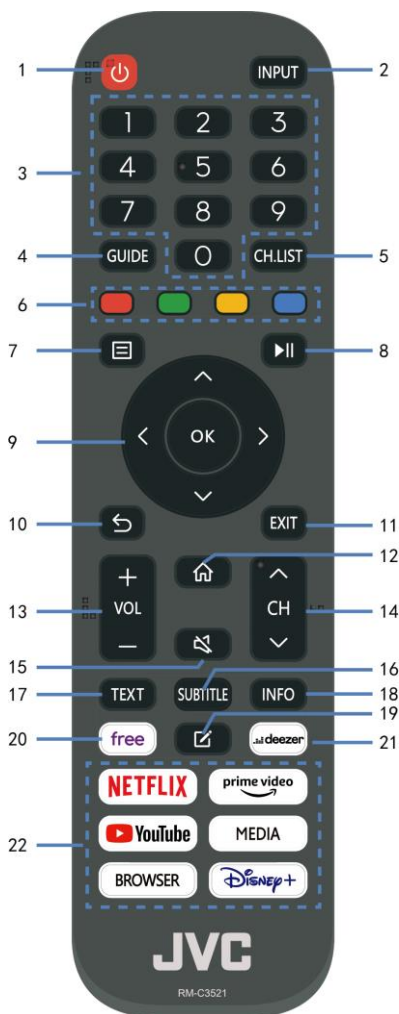 1 INPUT 2
1 2 3
3
4 5 6
7 8 9
4 GUIDE 0 CH.LIST 5
6
7 8
9 OK
10 EXIT 11
12
+
13 VOL CH 14
−
15
16
17 TEXT SUBTITLE INFO 18
19
20 free deezer 21
NETFLIX prime video
22 YouTube MEDIA
BROWSER Disney+
JVC
RM-C3521